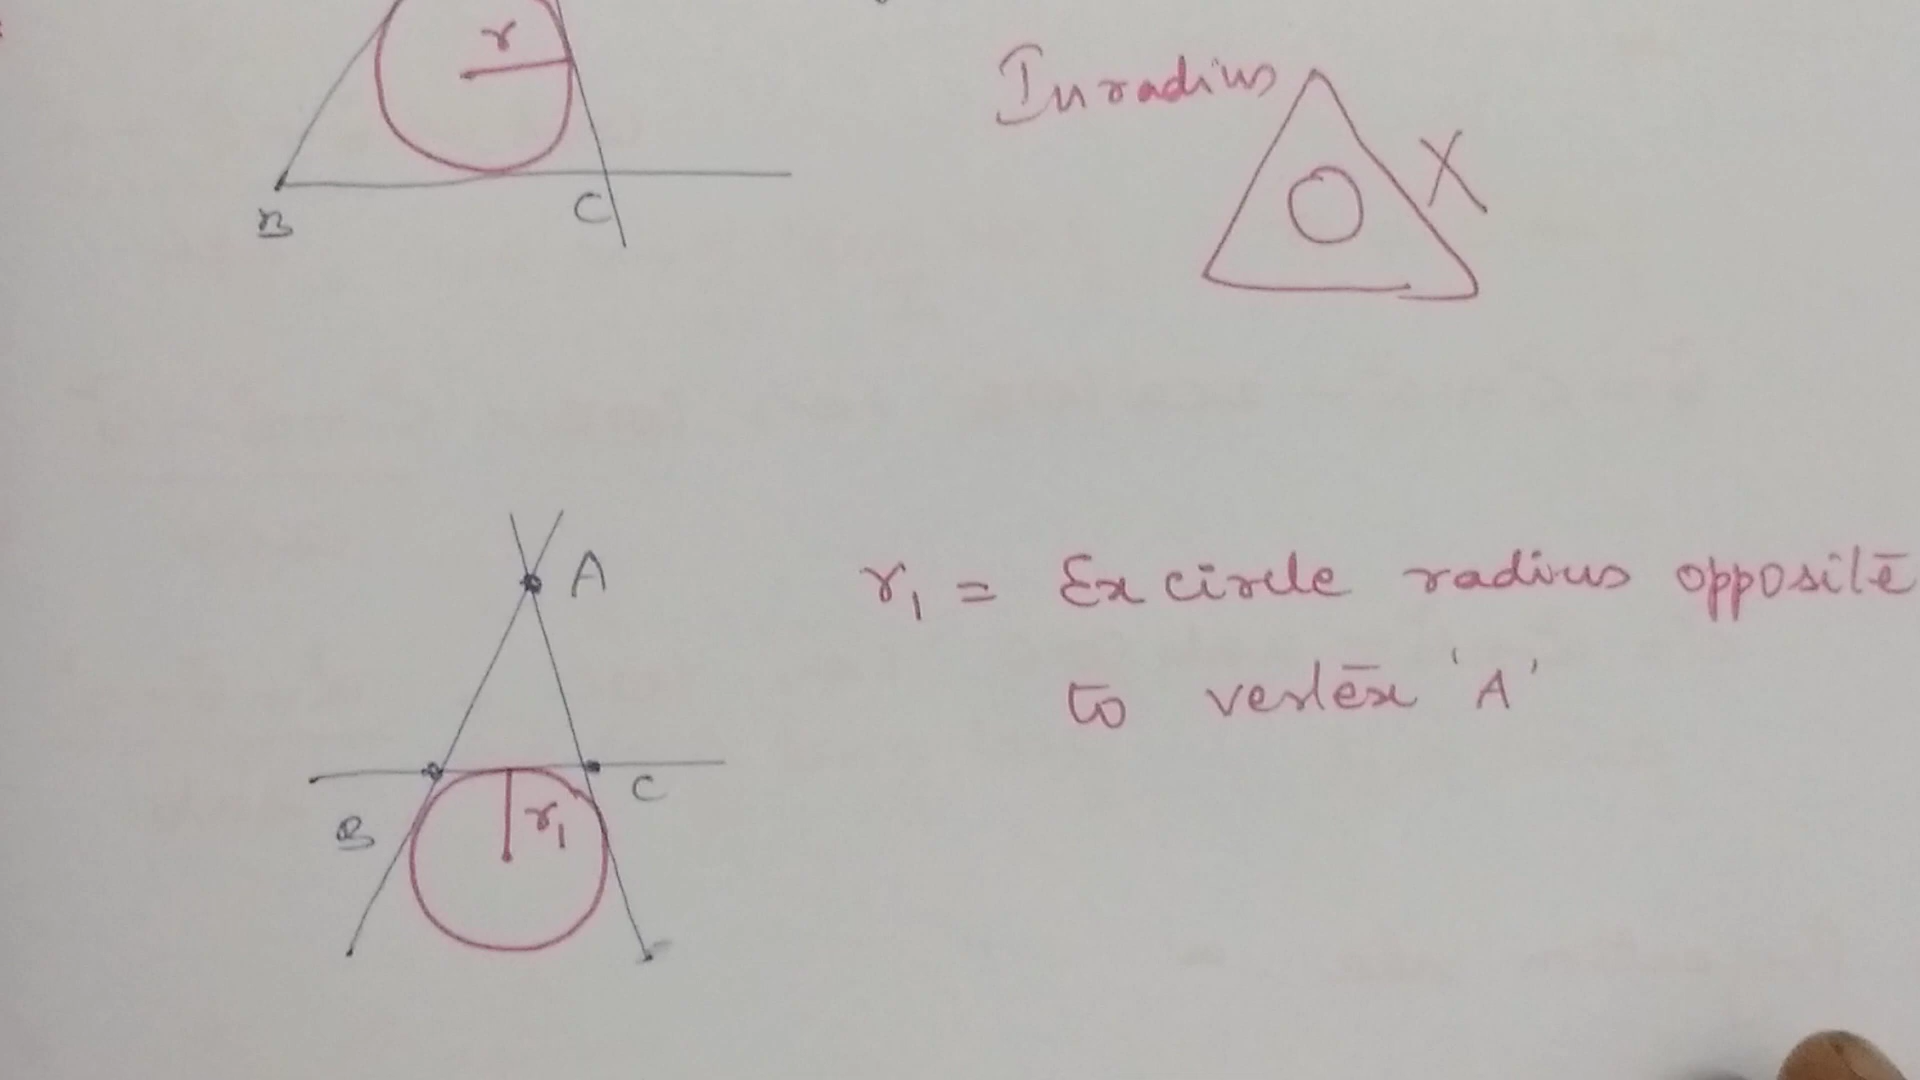 r
Inradius
X
B
C
A
r₁ = Excircle radius opposite
to vertex 'A'
B
C
r₁